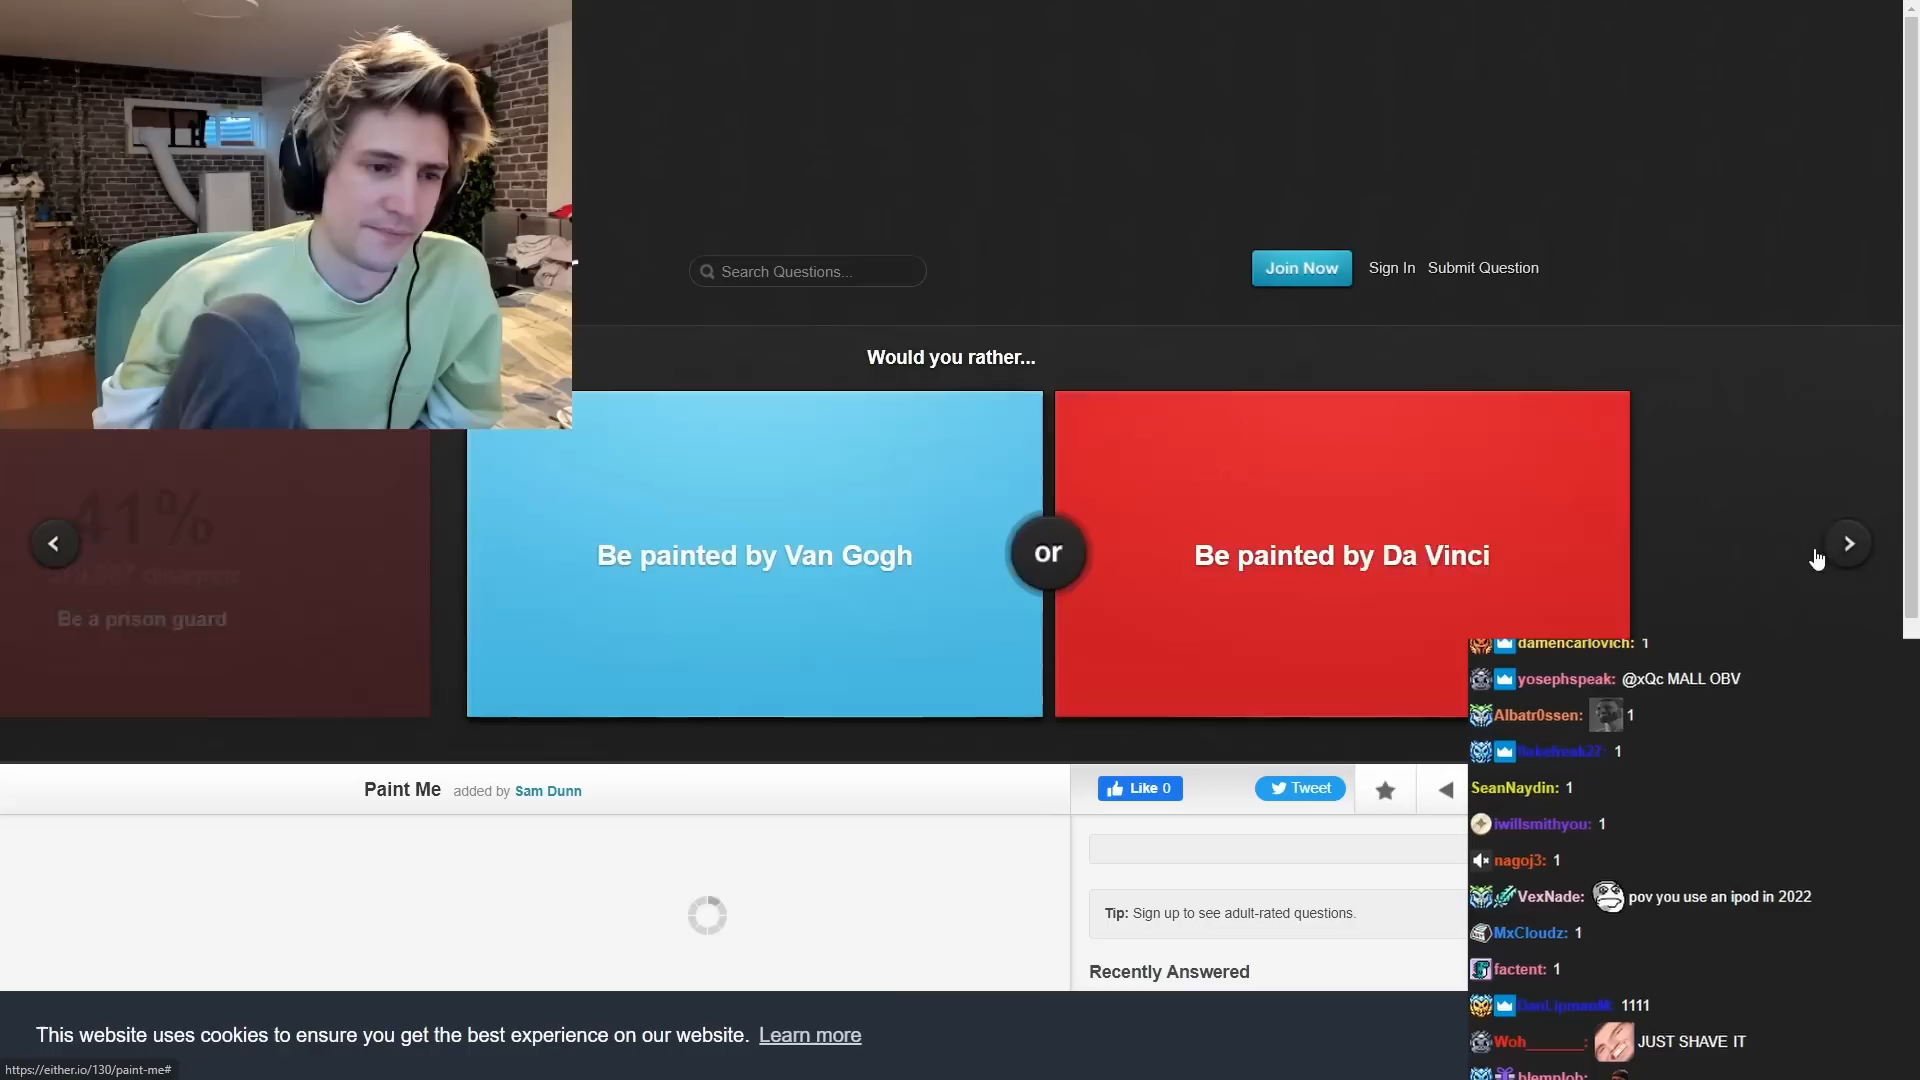 Search Questions...
Join Now
Sign In
Submit Question
Would you rather...
41%
disagree
Be a prison guard
Be painted by Van Gogh
or
Be painted by Da Vinci
Paint Me added by Sam Dunn
Like 0
Tweet
Tip: Sign up to see adult-rated questions.
Recently Answered
damencarlovich: 1
yosephspeak: @xQc MALL OBV
Albatr0ssen: 1
1
SeanNaydin: 1
iwillsmithyou: 1
nagoj3: 1
VexNade: pov you use an ipod in 2022
MxCloudz: 1
factent: 1
1111
Woh_______: JUST SHAVE IT
blemplob:
This website uses cookies to ensure you get the best experience on our website. Learn more
https://either.io/130/paint-me#